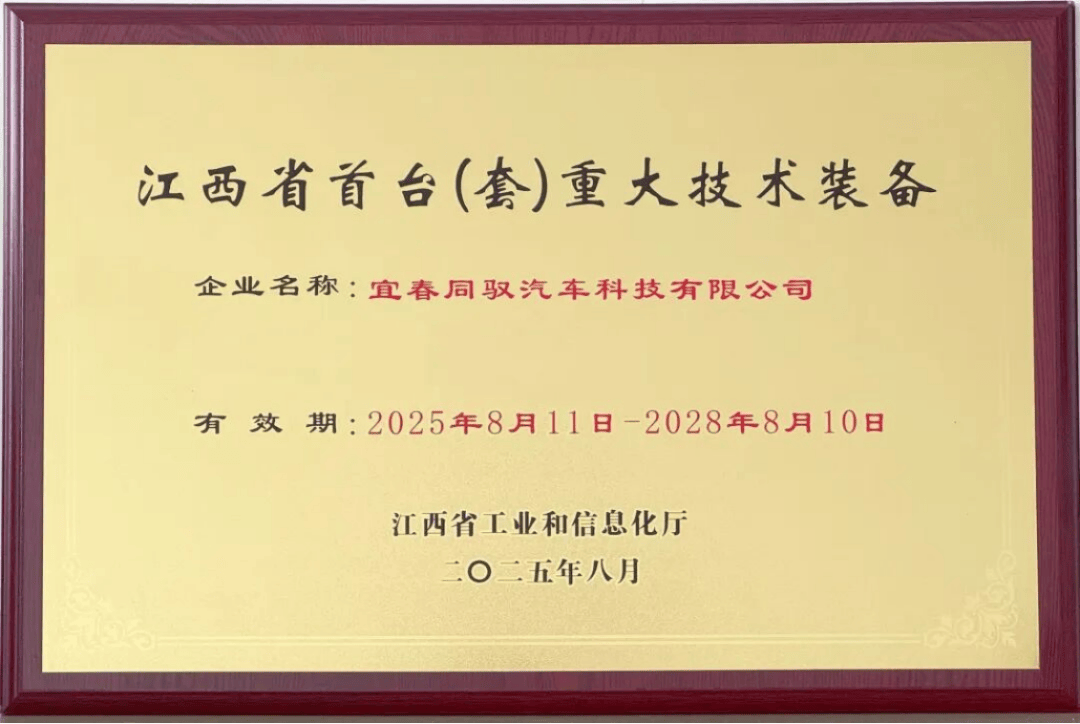 江西省首台(套)重大技术装备
企业名称:宜春同驭汽车科技有限公司
有效期:2025年8月11日-2028年8月10日
江西省工业和信息化厅
二〇二五年八月